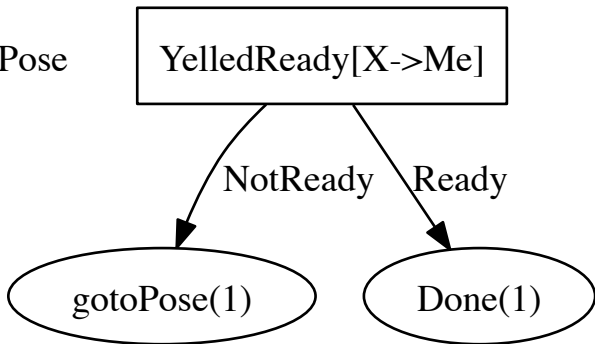 Pose
YelledReady[X->Me]
NotReady
Ready
gotoPose(1)
Done(1)